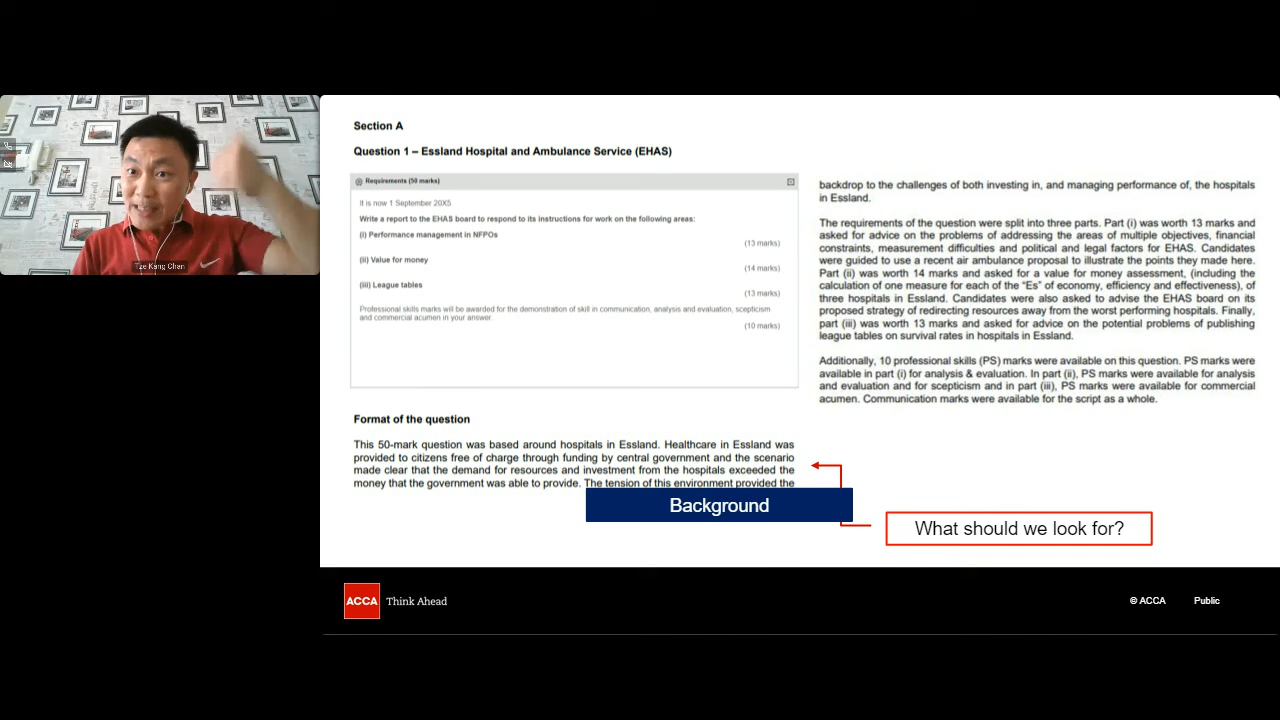 Section A
Question 1 – Essland Hospital and Ambulance Service (EHAS)
Requirements (50 marks)
It is now 1 September 20X5
Write a report to the EHAS board to respond to its instructions for work on the following areas:
(i) Performance management in NFPOs
(13 marks)
(ii) Value for money
(14 marks)
(iii) League tables
(13 marks)
Professional skills marks will be awarded for the demonstration of skill in communication, analysis and evaluation, scepticism
and commercial acumen in your answer.
(10 marks)
Format of the question
This 50-mark question was based around hospitals in Essland. Healthcare in Essland was
provided to citizens free of charge through funding by central government and the scenario
made clear that the demand for resources and investment from the hospitals exceeded the
money that the government was able to provide. The tension of this environment provided the
backdrop to the challenges of both investing in, and managing performance of, the hospitals
in Essland.
The requirements of the question were split into three parts. Part (i) was worth 13 marks and
asked for advice on the problems of addressing the areas of multiple objectives, financial
constraints, measurement difficulties and political and legal factors for EHAS. Candidates
were guided to use a recent air ambulance proposal to illustrate the points they made here.
Part (ii) was worth 14 marks and asked for a value for money assessment, (including the
calculation of one measure for each of the “Es” of economy, efficiency and effectiveness), of
three hospitals in Essland. Candidates were also asked to advise the EHAS board on its
proposed strategy of redirecting resources away from the worst performing hospitals. Finally,
part (iii) was worth 13 marks and asked for advice on the potential problems of publishing
league tables on survival rates in hospitals in Essland.
Additionally, 10 professional skills (PS) marks were available on this question. PS marks were
available in part (i) for analysis & evaluation. In part (ii), PS marks were available for analysis
and evaluation and for scepticism and in part (iii), PS marks were available for commercial
acumen. Communication marks were available for the script as a whole.
Background
What should we look for?
Tze Kang Chan
ACCA
Think Ahead
© ACCA
Public